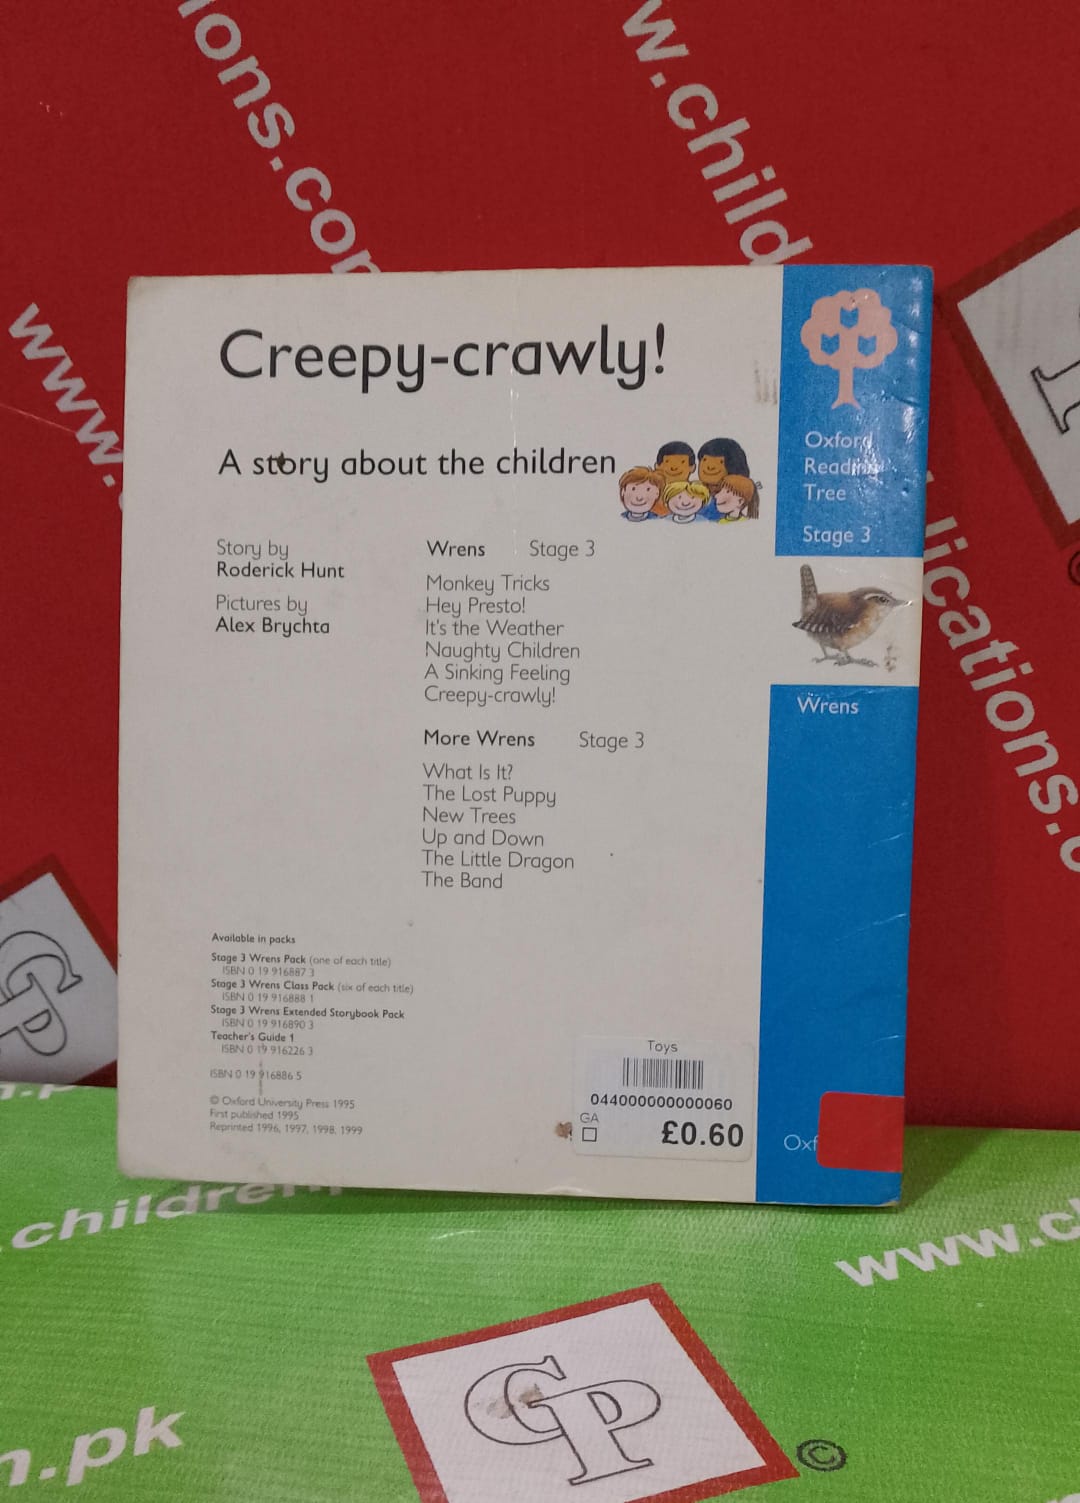 ions.com
w.child
www.
lications.c
Creepy-crawly!
A story about the children
Story by
Roderick Hunt
Pictures by
Alex Brychta
Wrens Stage 3
Monkey Tricks
Hey Presto!
It's the Weather
Naughty Children
A Sinking Feeling
Creepy-crawly!
More Wrens Stage 3
What Is It?
The Lost Puppy
New Trees
Up and Down
The Little Dragon
The Band
Available in packs
Stage 3 Wrens Pack (one of each title)
ISBN 0 19 916887 3
Stage 3 Wrens Class Pack (six of each title)
ISBN 0 19 916888 1
Stage 3 Wrens Extended Storybook Pack
ISBN 0 19 916890 3
Teacher's Guide 1
ISBN 0 19 916226 3
ISBN 0 19 916886 5
© Oxford University Press 1995
First published 1995
Reprinted 1996, 1997, 1998, 1999
Oxford
Reading
Tree
Stage 3
Wrens
Oxf
Toys
044000000000060
GA
£0.60
CP
.children
www.c
n.pk
CP
©